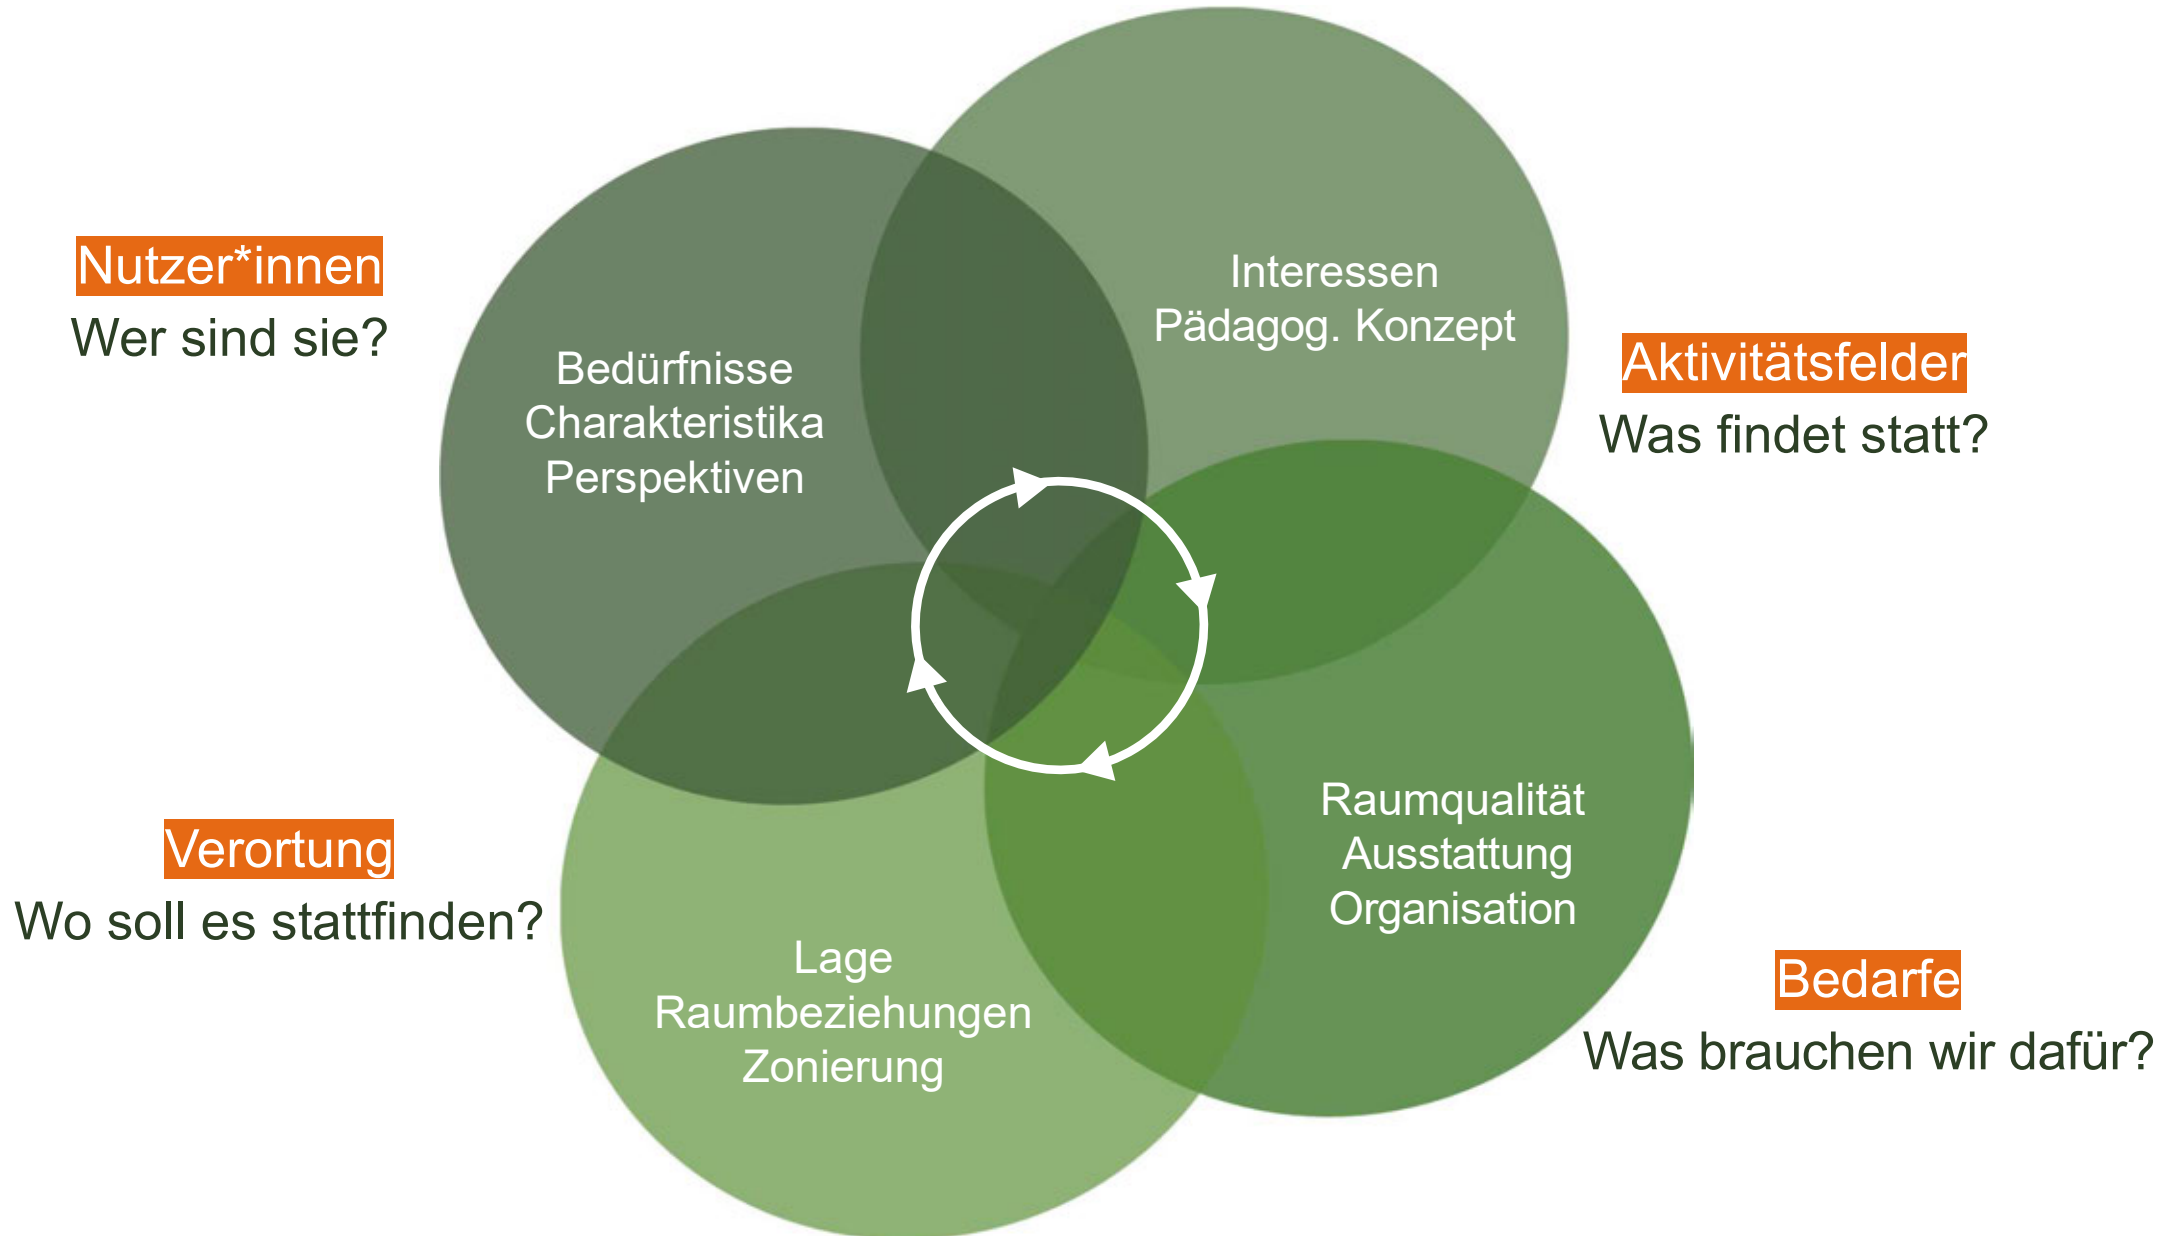 Nutzer*innen
Wer sind sie?
Bedürfnisse
Charakteristika
Perspektiven
Interessen
Pädagog. Konzept
Aktivitätsfelder
Was findet statt?
Verortung
Wo soll es stattfinden?
Lage
Raumbeziehungen
Zonierung
Raumqualität
Ausstattung
Organisation
Bedarfe
Was brauchen wir dafür?